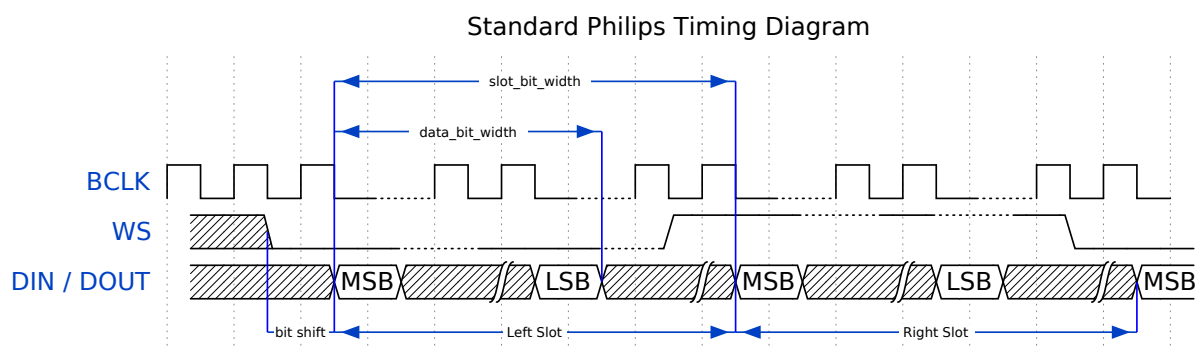 Standard Philips Timing Diagram
slot_bit_width
data_bit_width
BCLK
WS
DIN / DOUT
MSB
LSB
MSB
LSB
MSB
bit shift
Left Slot
Right Slot